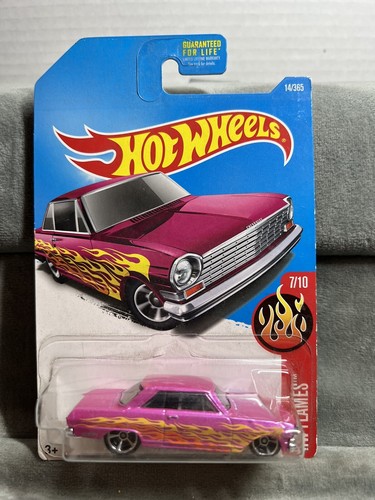 GUARANTEED
FOR LIFE
14/365
HOT WHEELS
7/10
FLAMES
3+